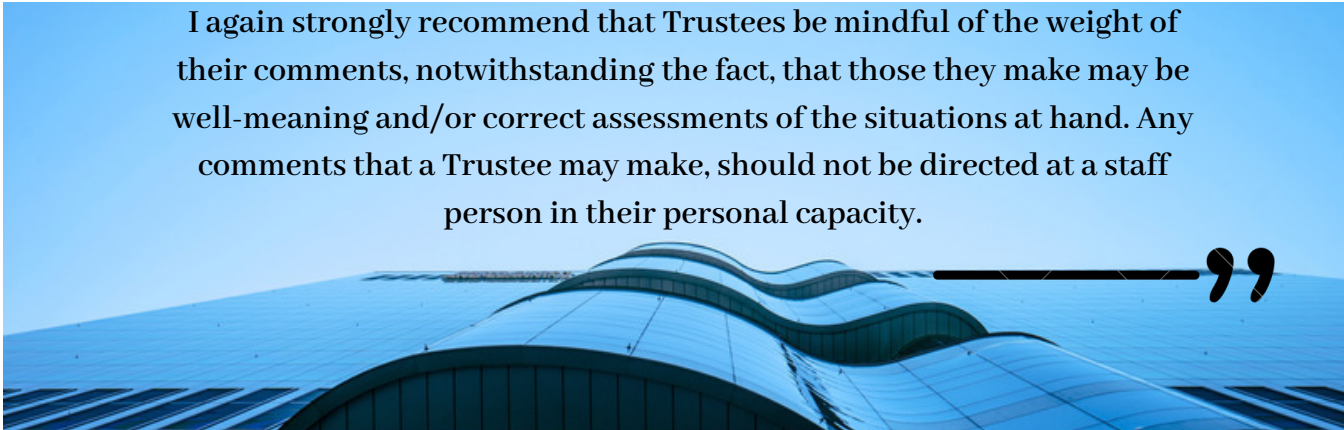 I again strongly recommend that Trustees be mindful of the weight of
their comments, notwithstanding the fact, that those they make may be
well-meaning and/or correct assessments of the situations at hand. Any
comments that a Trustee may make, should not be directed at a staff
person in their personal capacity.
”